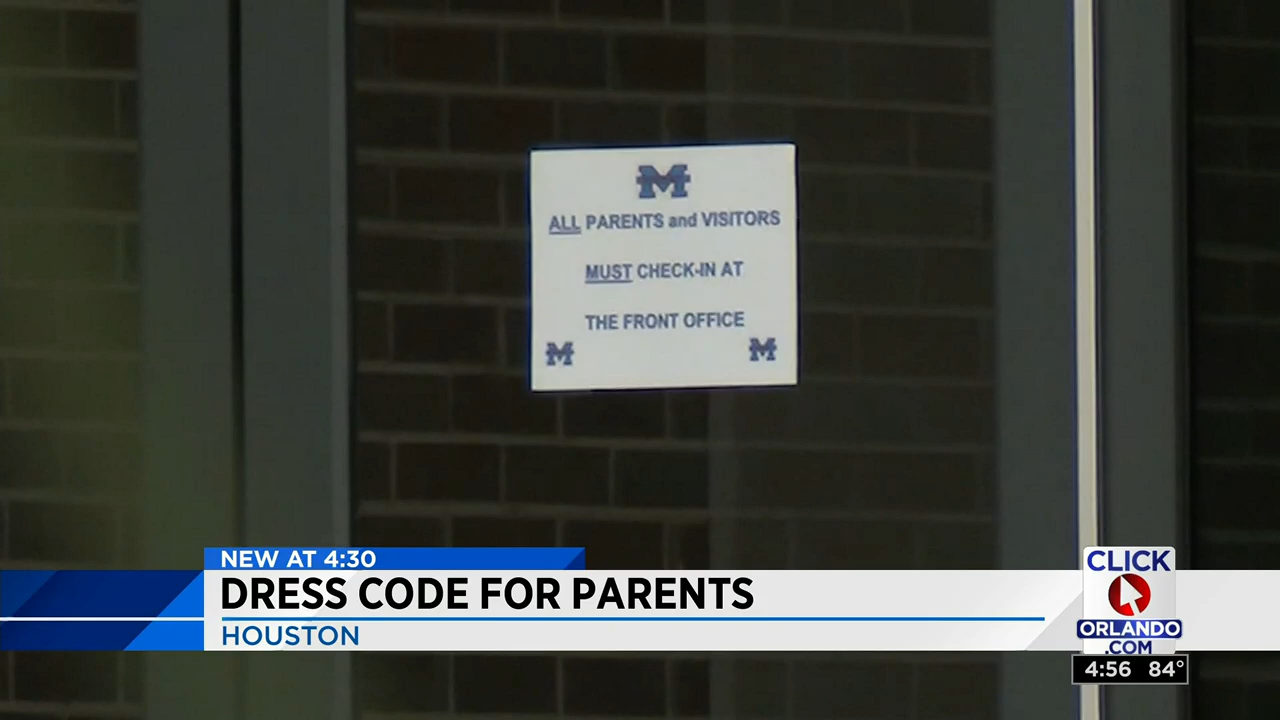 M
ALL PARENTS and VISITORS
MUST CHECK-IN AT
THE FRONT OFFICE
M M
NEW AT 4:30
DRESS CODE FOR PARENTS
HOUSTON
CLICK
ORLANDO
.COM
4:56 84°